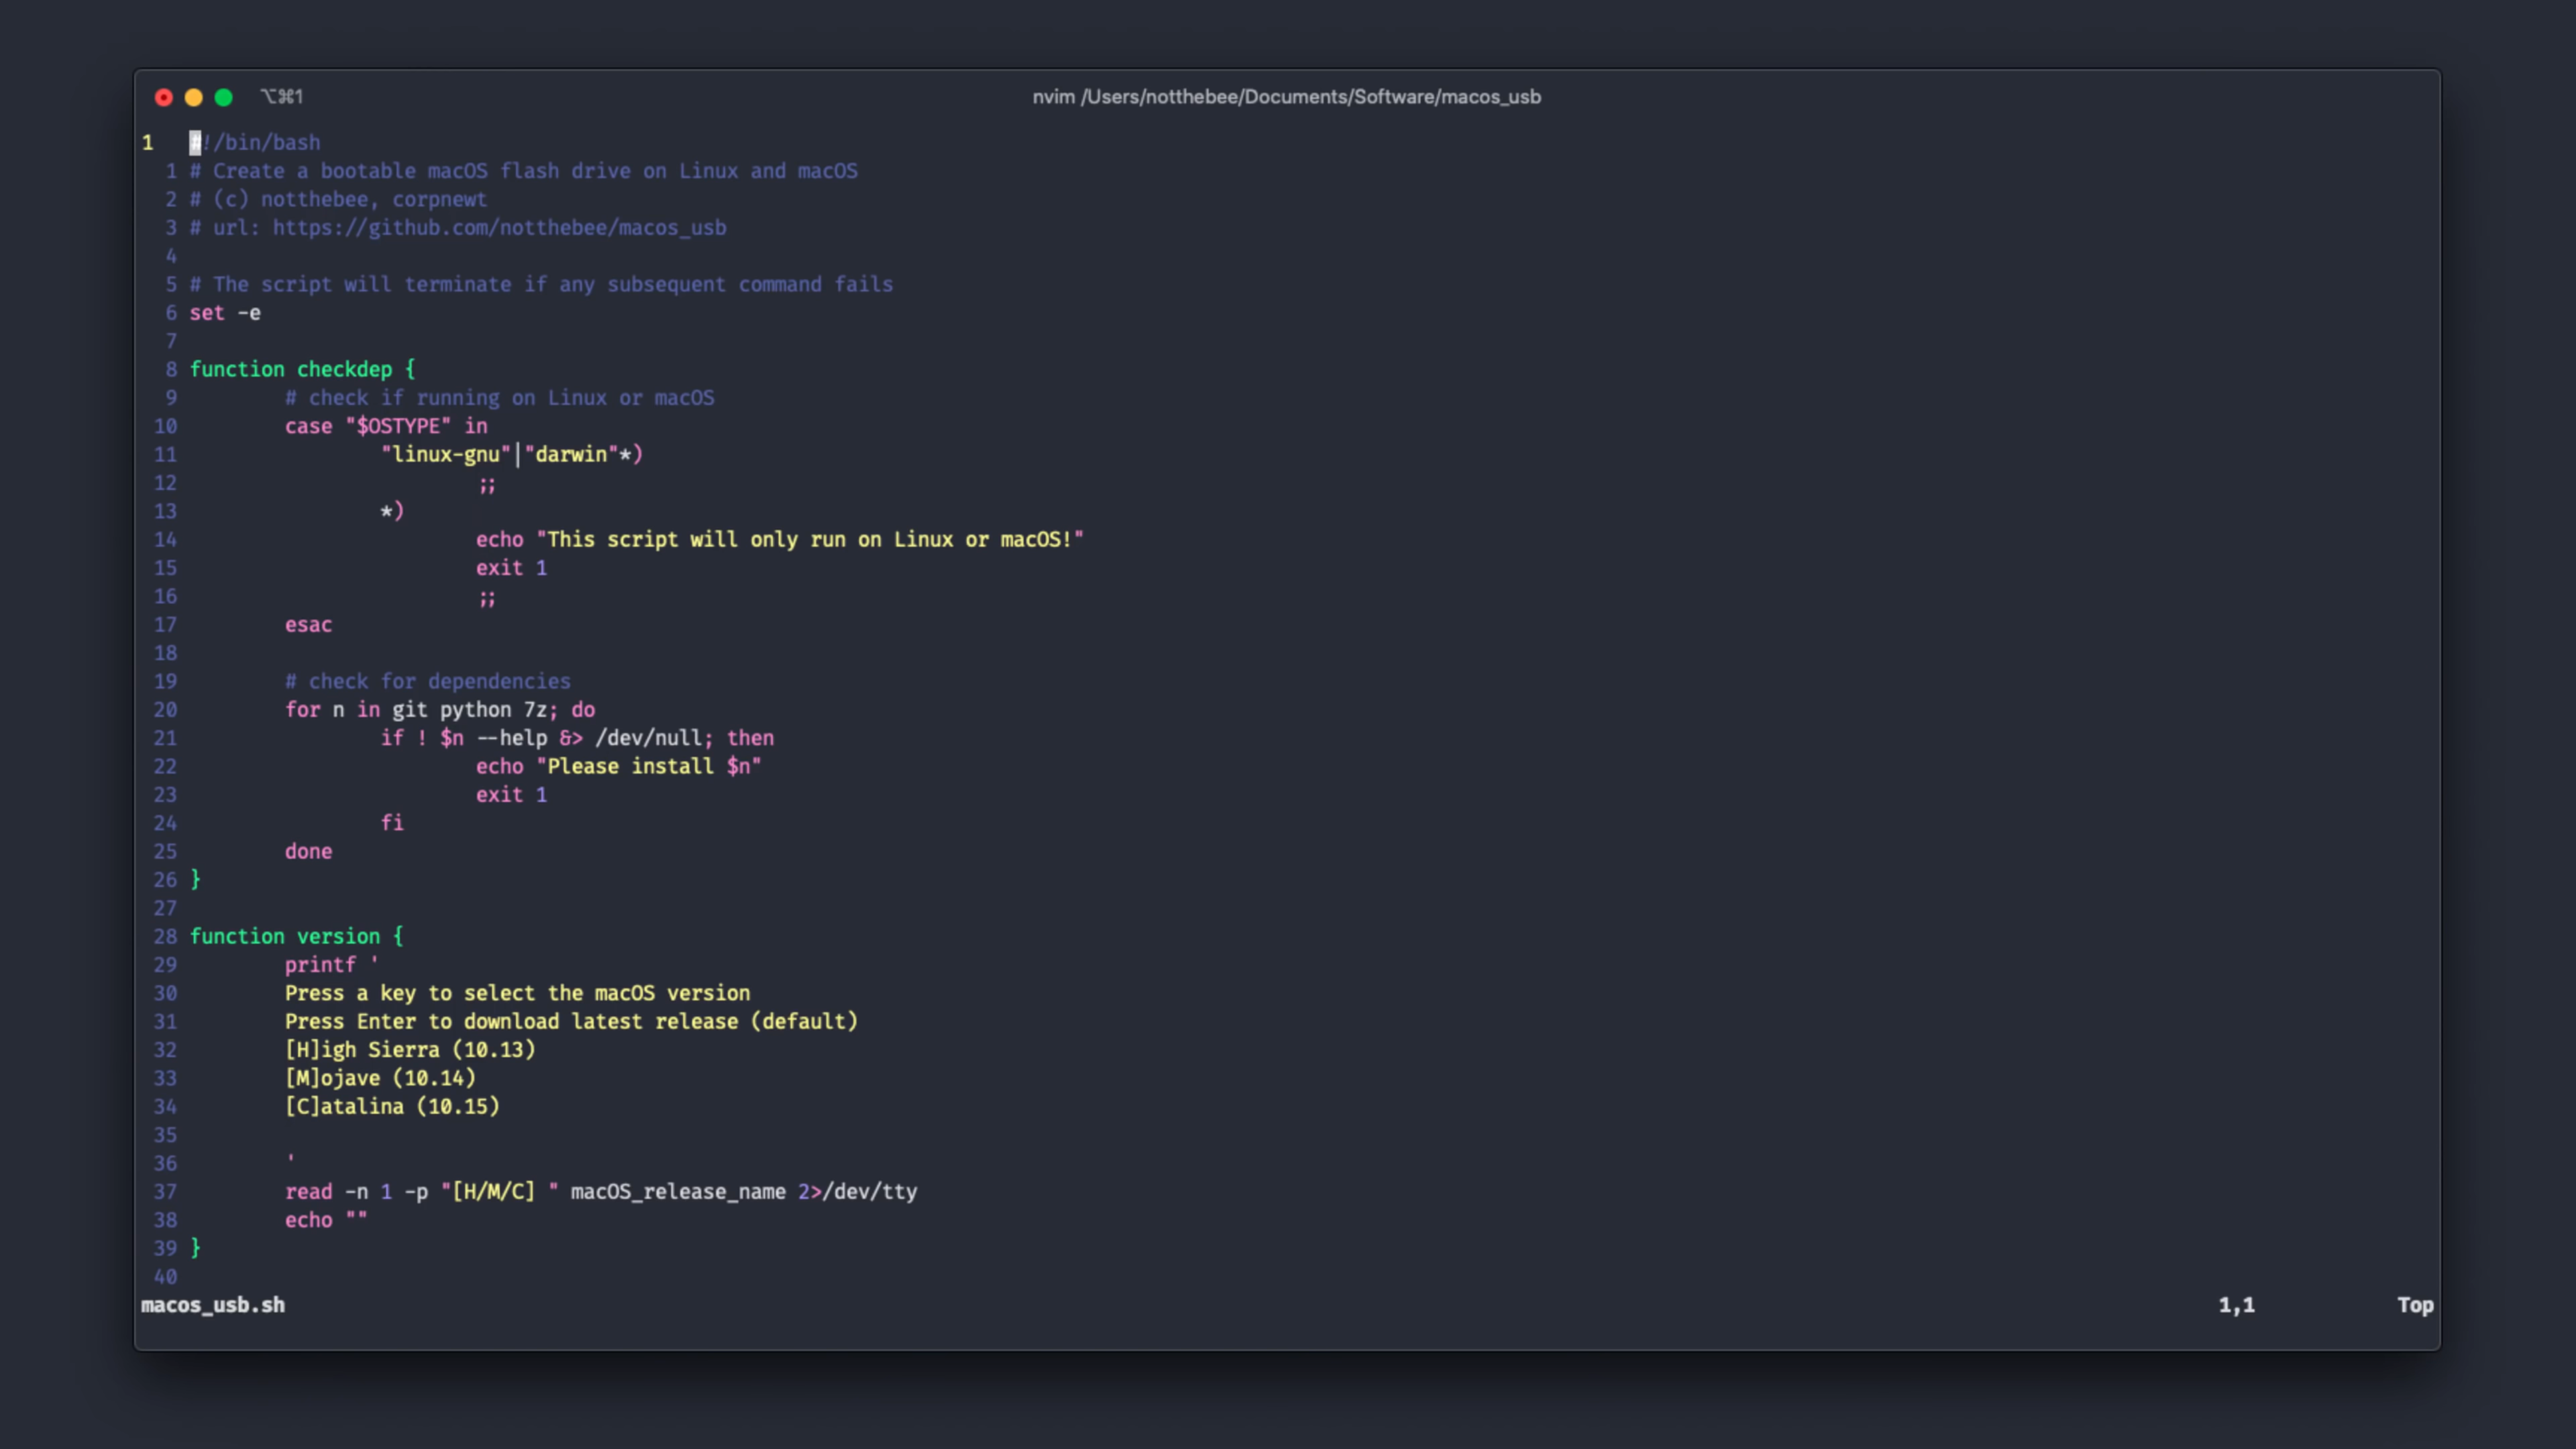 ⌥⌘1 nvim /Users/notthebee/Documents/Software/macos_usb
1   #!/bin/bash
  1 # Create a bootable macOS flash drive on Linux and macOS
  2 # (c) notthebee, corpnewt
  3 # url: https://github.com/notthebee/macos_usb
  4
  5 # The script will terminate if any subsequent command fails
  6 set -e
  7
  8 function checkdep {
  9         # check if running on Linux or macOS
 10         case "$OSTYPE" in
 11                 "linux-gnu"|"darwin"*)
 12                         ;;
 13                 *)
 14                         echo "This script will only run on Linux or macOS!"
 15                         exit 1
 16                         ;;
 17         esac
 18
 19         # check for dependencies
 20         for n in git python 7z; do
 21                 if ! $n --help &> /dev/null; then
 22                         echo "Please install $n"
 23                         exit 1
 24                 fi
 25         done
 26 }
 27
 28 function version {
 29         printf '
 30         Press a key to select the macOS version
 31         Press Enter to download latest release (default)
 32         [H]igh Sierra (10.13)
 33         [M]ojave (10.14)
 34         [C]atalina (10.15)
 35
 36         '
 37         read -n 1 -p "[H/M/C] " macOS_release_name 2>/dev/tty
 38         echo ""
 39 }
 40
macos_usb.sh 1,1 Top